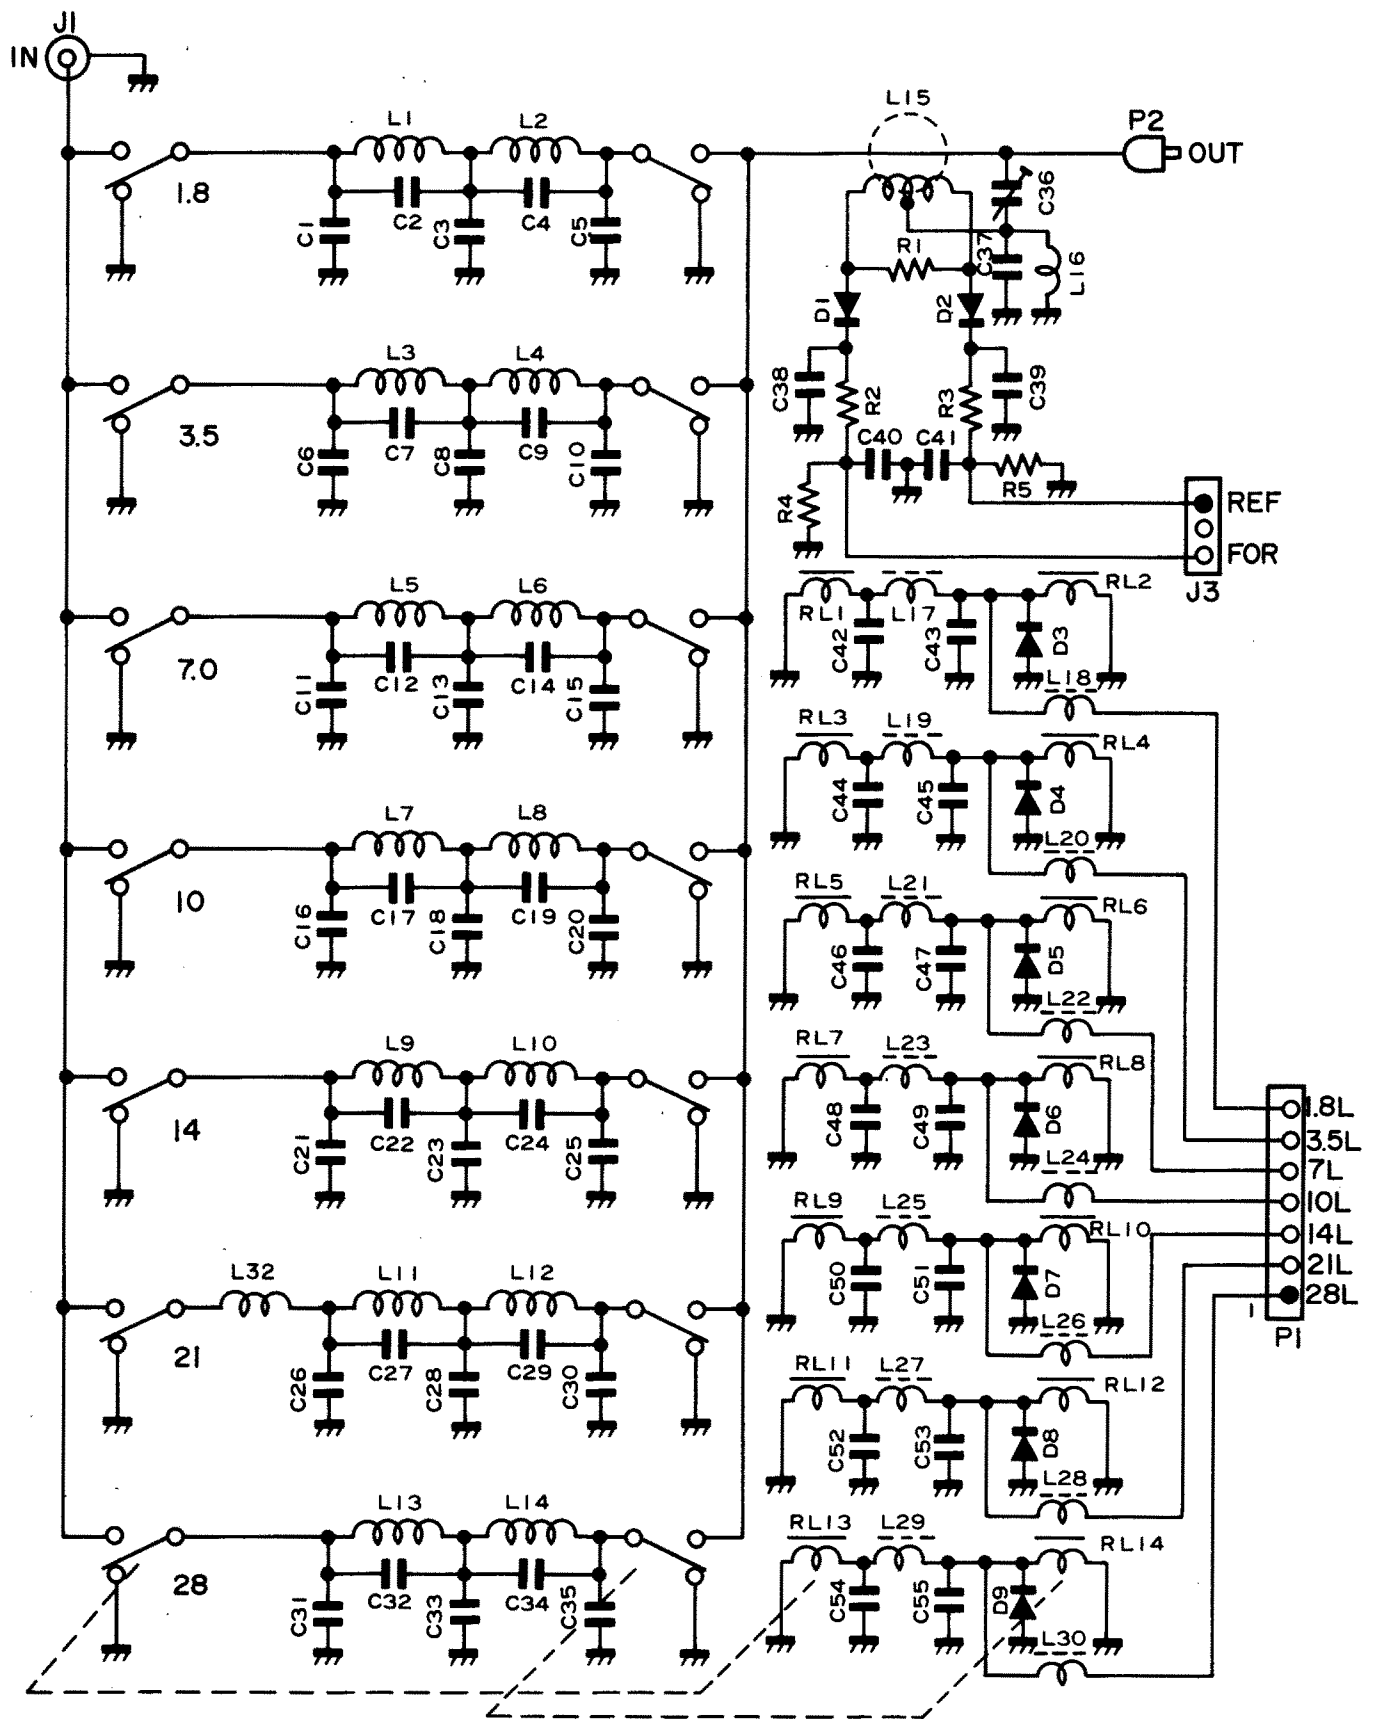 J1
IN
L1 L2
1.8
C1 C2 C3 C4 C5
L15
P2
OUT
C36
R1 C37 L16
D1 D2
L3 L4
3.5
C6 C7 C8 C9 C10
C38 R2 R3 C39
C40 C41
R4 R5
REF
FOR
J3
L5 L6
7.0
C11 C12 C13 C14 C15
RL1 L17 RL2
C42 C43 D3
L18
L7 L8
10
C16 C17 C18 C19 C20
RL3 L19 RL4
C44 C45 D4
L20
RL5 L21 RL6
C46 C47 D5
L22
L9 L10
14
C21 C22 C23 C24 C25
RL7 L23 RL8
C48 C49 D6
L24
RL9 L25 RL10
C50 C51 D7
L26
1.8L
3.5L
7L
10L
14L
21L
28L
1
P1
L32 L11 L12
21
C26 C27 C28 C29 C30
RL11 L27 RL12
C52 C53 D8
L28
L13 L14
28
C31 C32 C33 C34 C35
RL13 L29 RL14
C54 C55 D9
L30